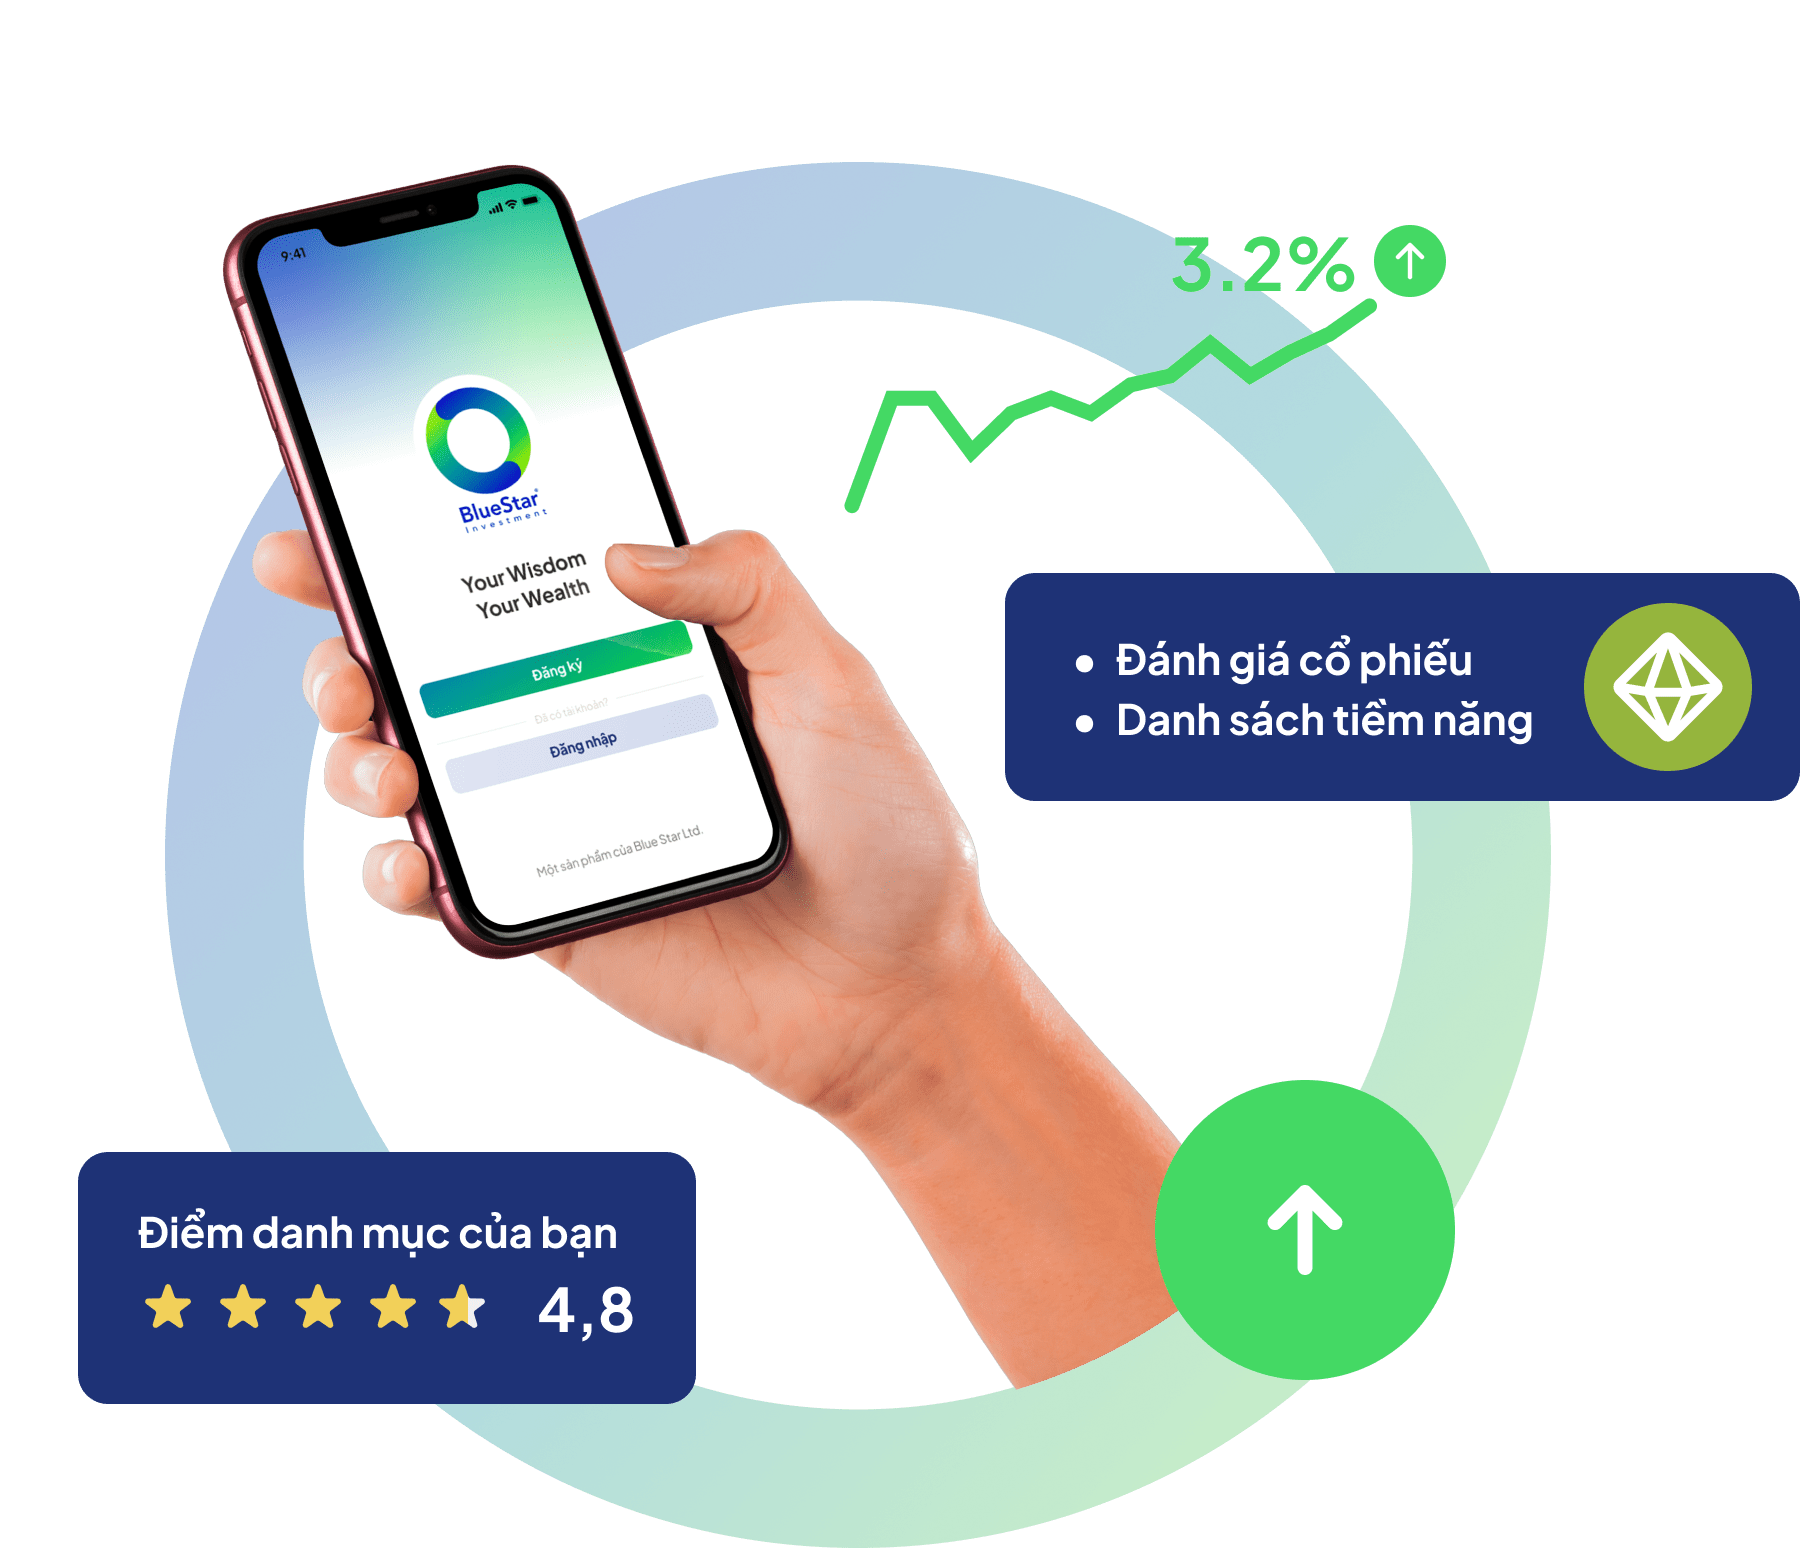 9:41
BlueStar®
Investment
Your Wisdom
Your Wealth
Đăng ký
Đã có tài khoản?
Đăng nhập
Một sản phẩm của Blue Star Ltd.
3.2%
• Đánh giá cổ phiếu
• Danh sách tiềm năng
Điểm danh mục của bạn
4,8